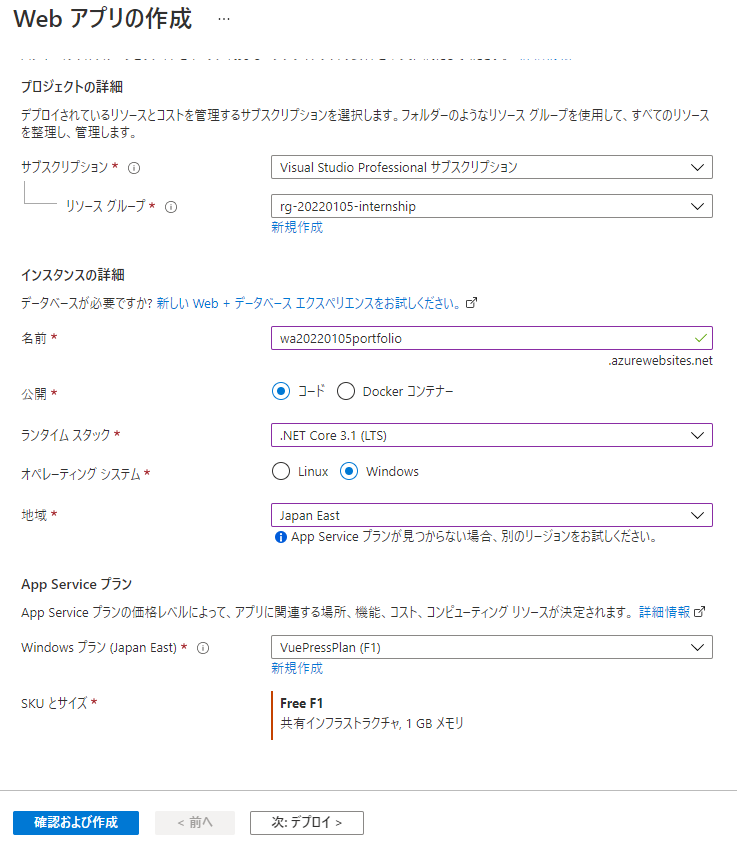 Web アプリの作成 …
プロジェクトの詳細
デプロイされているリソースとコストを管理するサブスクリプションを選択します。フォルダーのようなリソース グループを使用して、すべてのリソース
を整理し、管理します。
サブスクリプション *
Visual Studio Professional サブスクリプション
リソース グループ *
rg-20220105-internship
新規作成
インスタンスの詳細
データベースが必要ですか? 新しい Web + データベース エクスペリエンスをお試しください。
名前 *
wa20220105portfolio
.azurewebsites.net
公開 *
コード Docker コンテナー
ランタイム スタック *
.NET Core 3.1 (LTS)
オペレーティング システム *
Linux Windows
地域 *
Japan East
App Service プランが見つからない場合、別のリージョンをお試しください。
App Service プラン
App Service プランの価格レベルによって、アプリに関連する場所、機能、コスト、コンピューティング リソースが決定されます。 詳細情報
Windows プラン (Japan East) *
VuePressPlan (F1)
新規作成
SKU とサイズ *
Free F1
共有インフラストラクチャ, 1 GB メモリ
確認および作成 < 前へ 次: デプロイ >